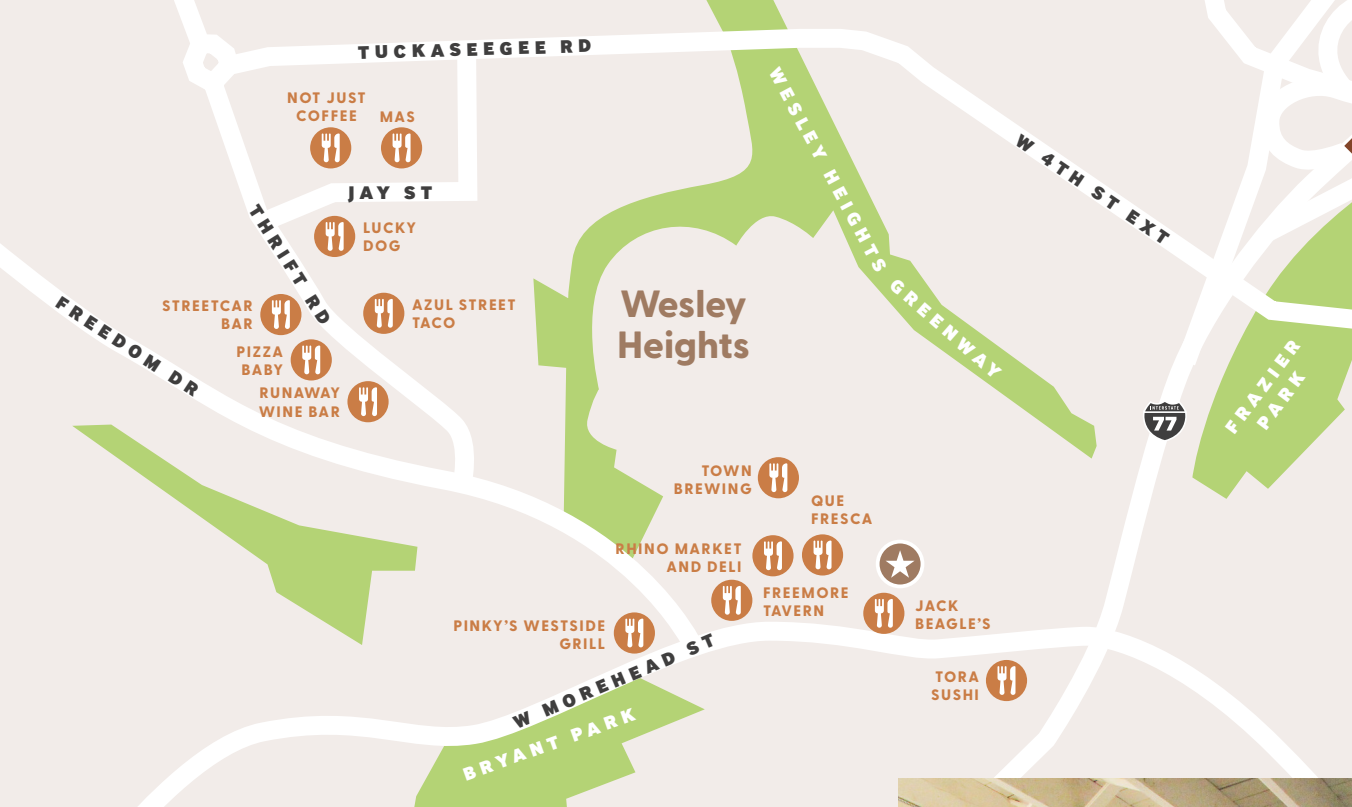 TUCKASEEGEE RD
NOT JUST
COFFEE
MAS
JAY ST
LUCKY
DOG
THRIFT RD
STREETCAR
BAR
AZUL STREET
TACO
PIZZA
BABY
RUNAWAY
WINE BAR
FREEDOM DR
WESLEY HEIGHTS GREENWAY
Wesley
Heights
W 4TH ST EXT
FRAZIER
PARK
INTERSTATE
77
TOWN
BREWING
QUE
FRESCA
RHINO MARKET
AND DELI
FREEMORE
TAVERN
JACK
BEAGLE'S
PINKY'S WESTSIDE
GRILL
W MOREHEAD ST
TORA
SUSHI
BRYANT PARK